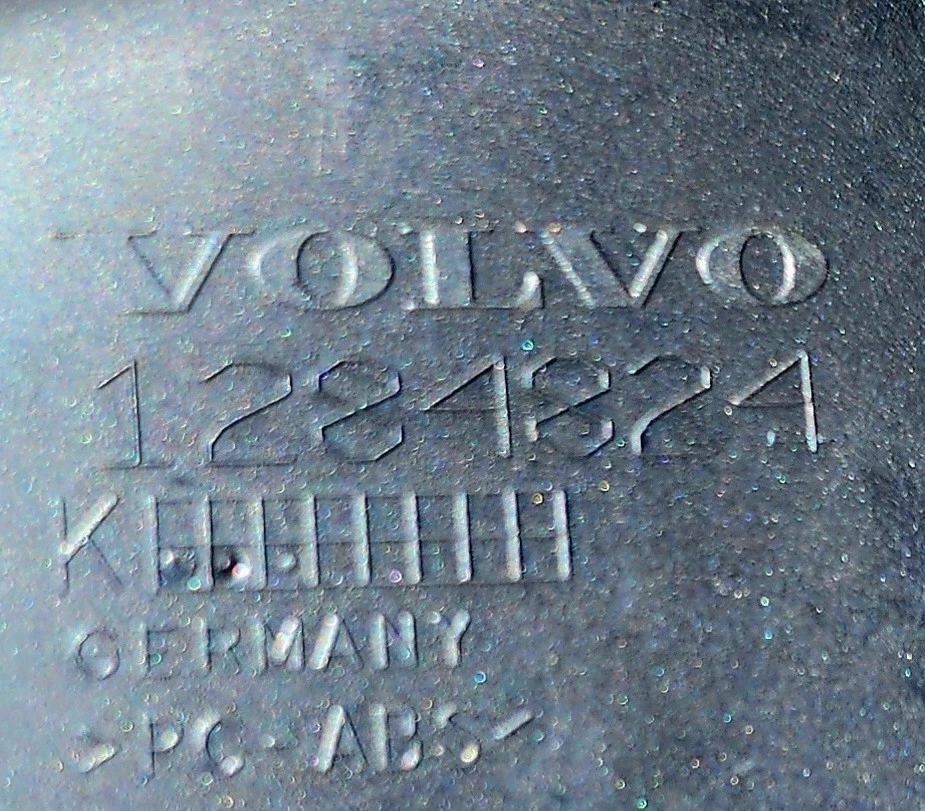 VOLVO
1284824
K
GERMANY
>PC-ABS<